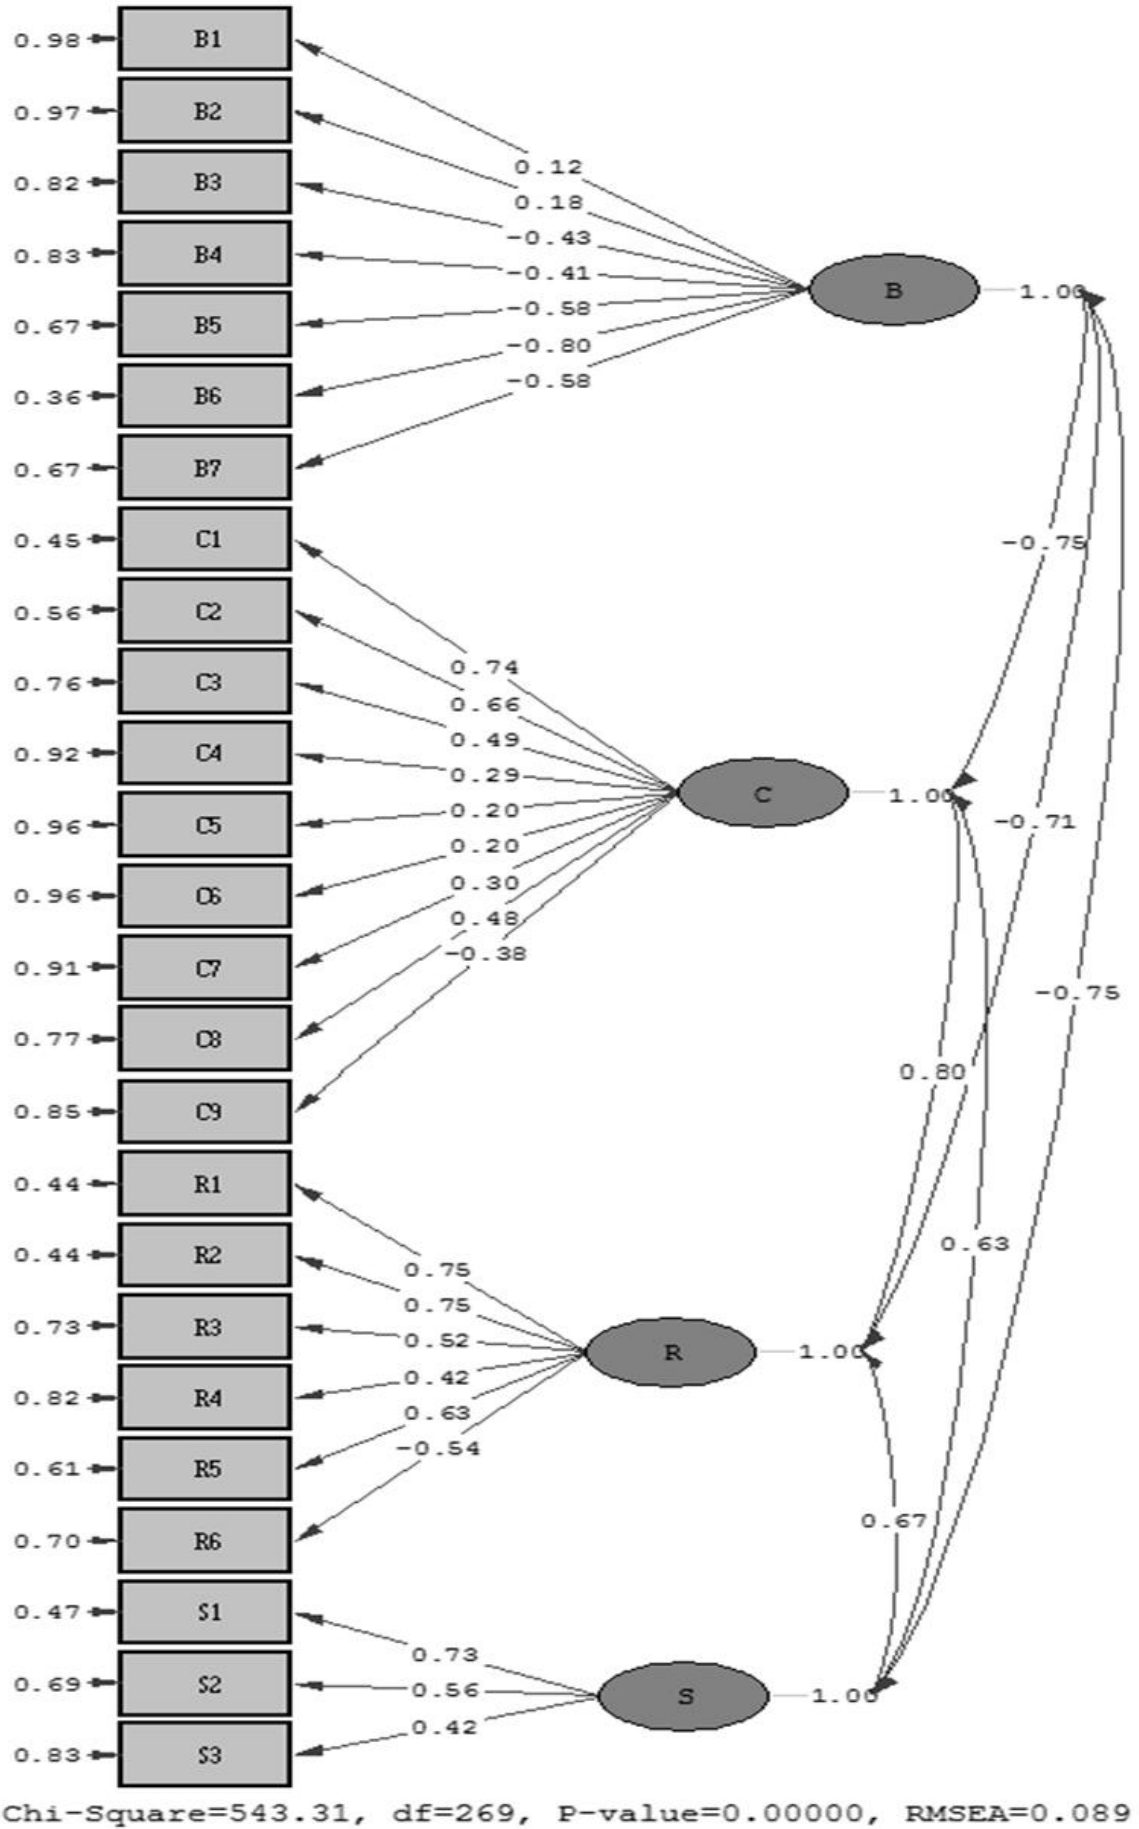 0.98 B1
0.97 B2
0.12
0.82 B3
0.18
-0.43
0.83 B4
-0.41
B 1.00
-0.58
0.67 B5
-0.80
-0.58
0.36 B6
0.67 B7
0.45 C1
-0.75
0.56 C2
0.74
0.76 C3
0.66
0.49
0.92 C4
0.29
C 1.00
0.20
0.96 C5
-0.71
0.20
0.30
0.96 C6
0.48
-0.38
0.91 C7
-0.75
0.77 C8
0.80
0.85 C9
0.44 R1
0.63
0.44 R2
0.75
0.75
0.73 R3
0.52
R 1.00
0.42
0.82 R4
0.63
-0.54
0.61 R5
0.67
0.70 R6
0.47 S1
0.73
0.69 S2
0.56
S 1.00
0.42
0.83 S3
Chi-Square=543.31, df=269, P-value=0.00000, RMSEA=0.089